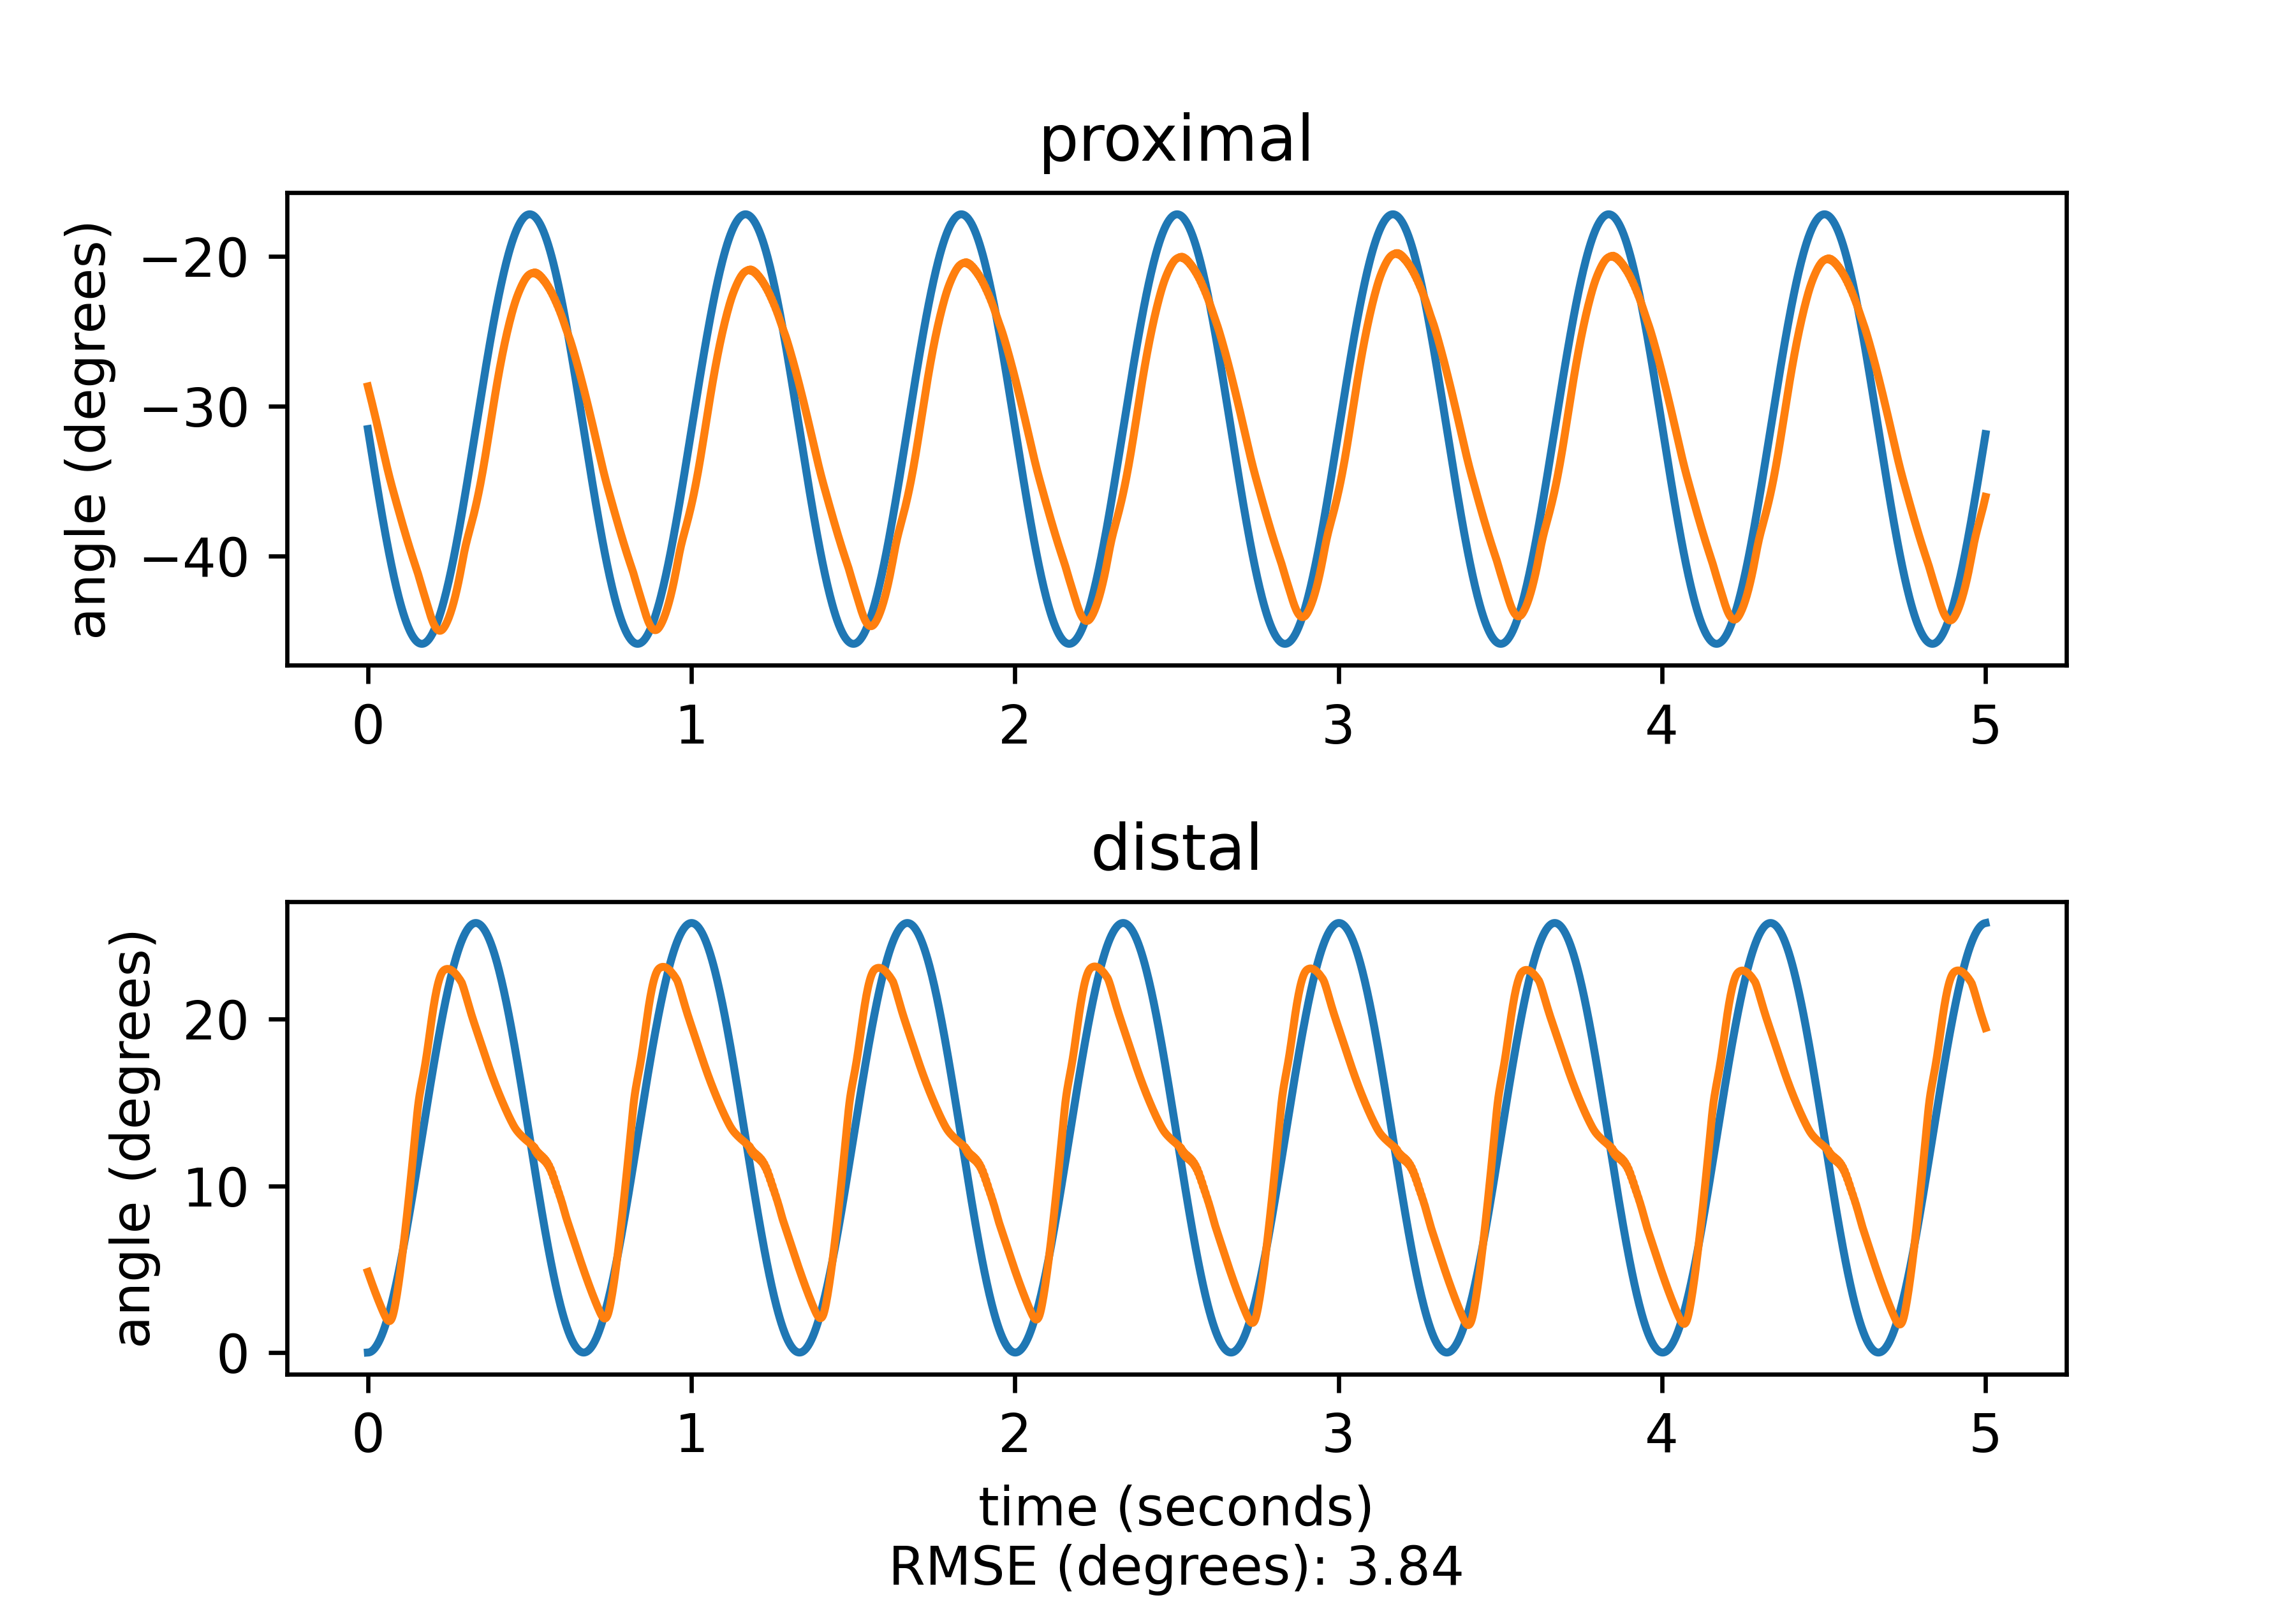 proximal
angle (degrees)
−20
−30
−40
0 1 2 3 4 5
distal
angle (degrees)
20
10
0
0 1 2 3 4 5
time (seconds)
RMSE (degrees): 3.84